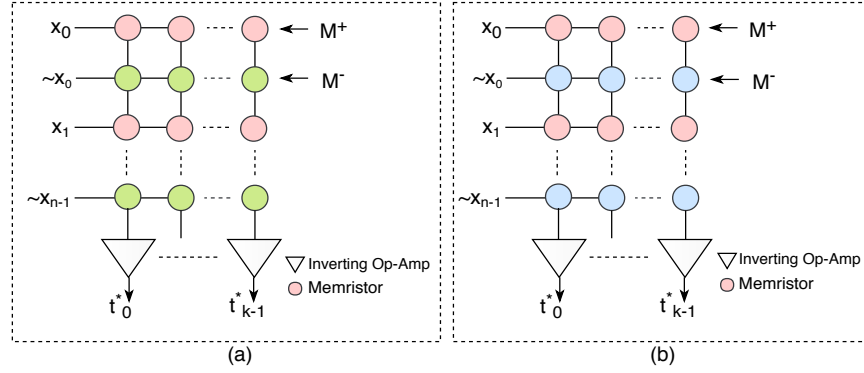 x0 M+
~x0 M-
x1
~xn-1
Inverting Op-Amp
Memristor
t*0 t*k-1
(a)
x0 M+
~x0 M-
x1
~xn-1
Inverting Op-Amp
Memristor
t*0 t*k-1
(b)